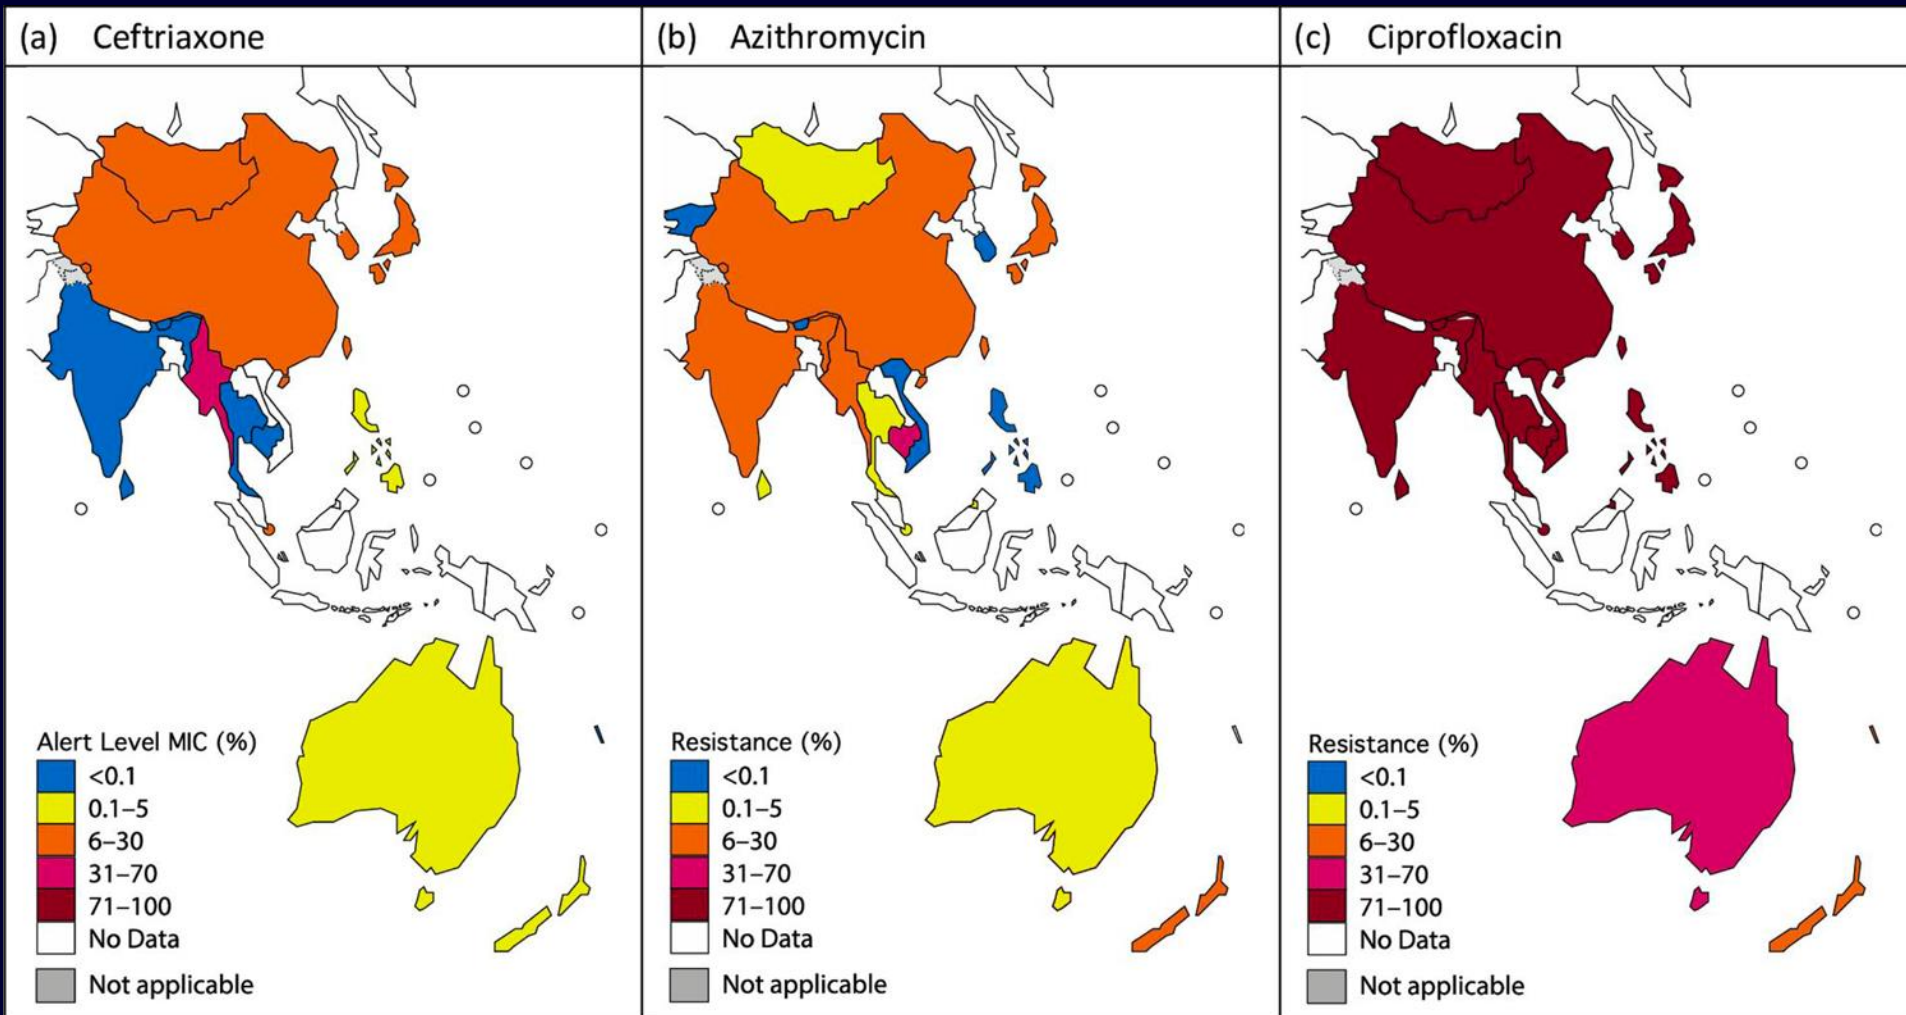 (a) Ceftriaxone
(b) Azithromycin
(c) Ciprofloxacin
Alert Level MIC (%)
<0.1
0.1–5
6–30
31–70
71–100
No Data
Not applicable
Resistance (%)
<0.1
0.1–5
6–30
31–70
71–100
No Data
Not applicable
Resistance (%)
<0.1
0.1–5
6–30
31–70
71–100
No Data
Not applicable